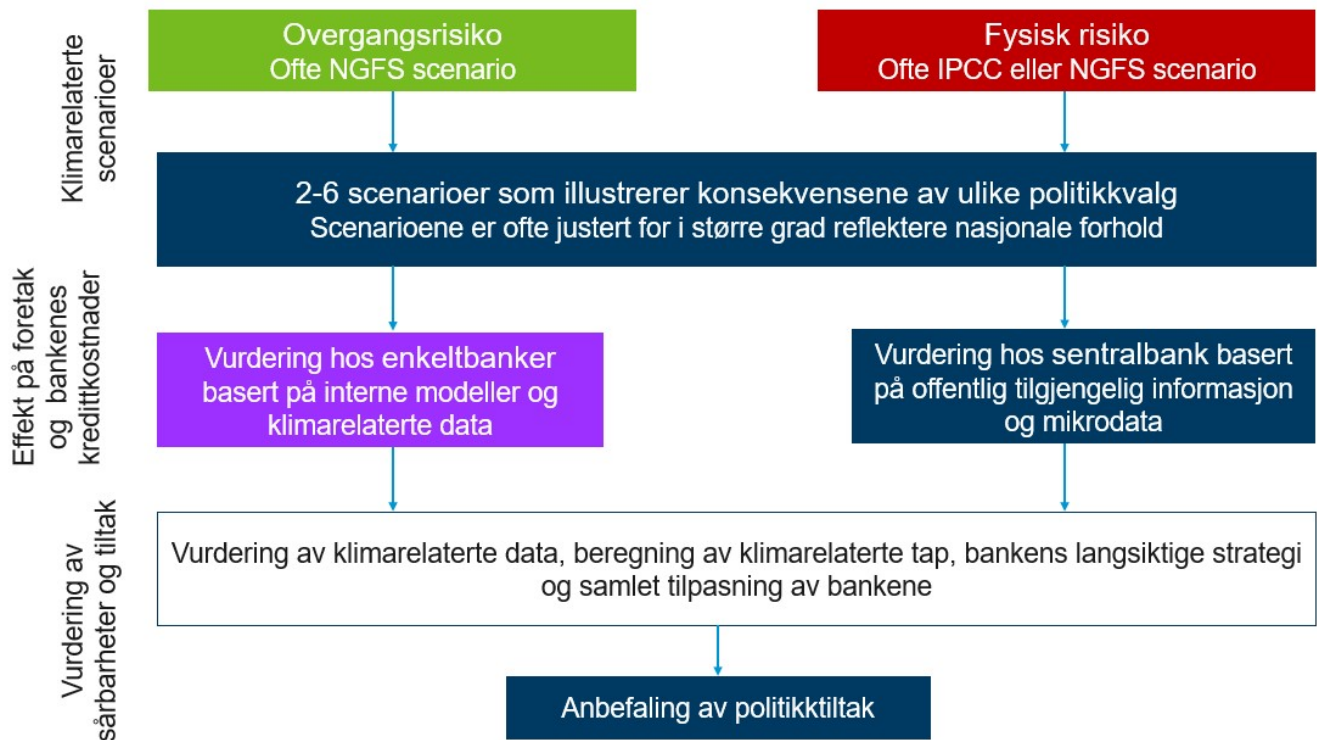 Klimarelaterte
scenarioer
Overgangsrisiko
Ofte NGFS scenario
Fysisk risiko
Ofte IPCC eller NGFS scenario
2-6 scenarioer som illustrerer konsekvensene av ulike politikkvalg
Scenarioene er ofte justert for i større grad reflektere nasjonale forhold
Effekt på foretak
og bankenes
kredittkostnader
Vurdering hos enkeltbanker
basert på interne modeller og
klimarelaterte data
Vurdering hos sentralbank basert
på offentlig tilgjengelig informasjon
og mikrodata
Vurdering av
sårbarheter og tiltak
Vurdering av klimarelaterte data, beregning av klimarelaterte tap, bankens langsiktige strategi
og samlet tilpasning av bankene
Anbefaling av politikktiltak